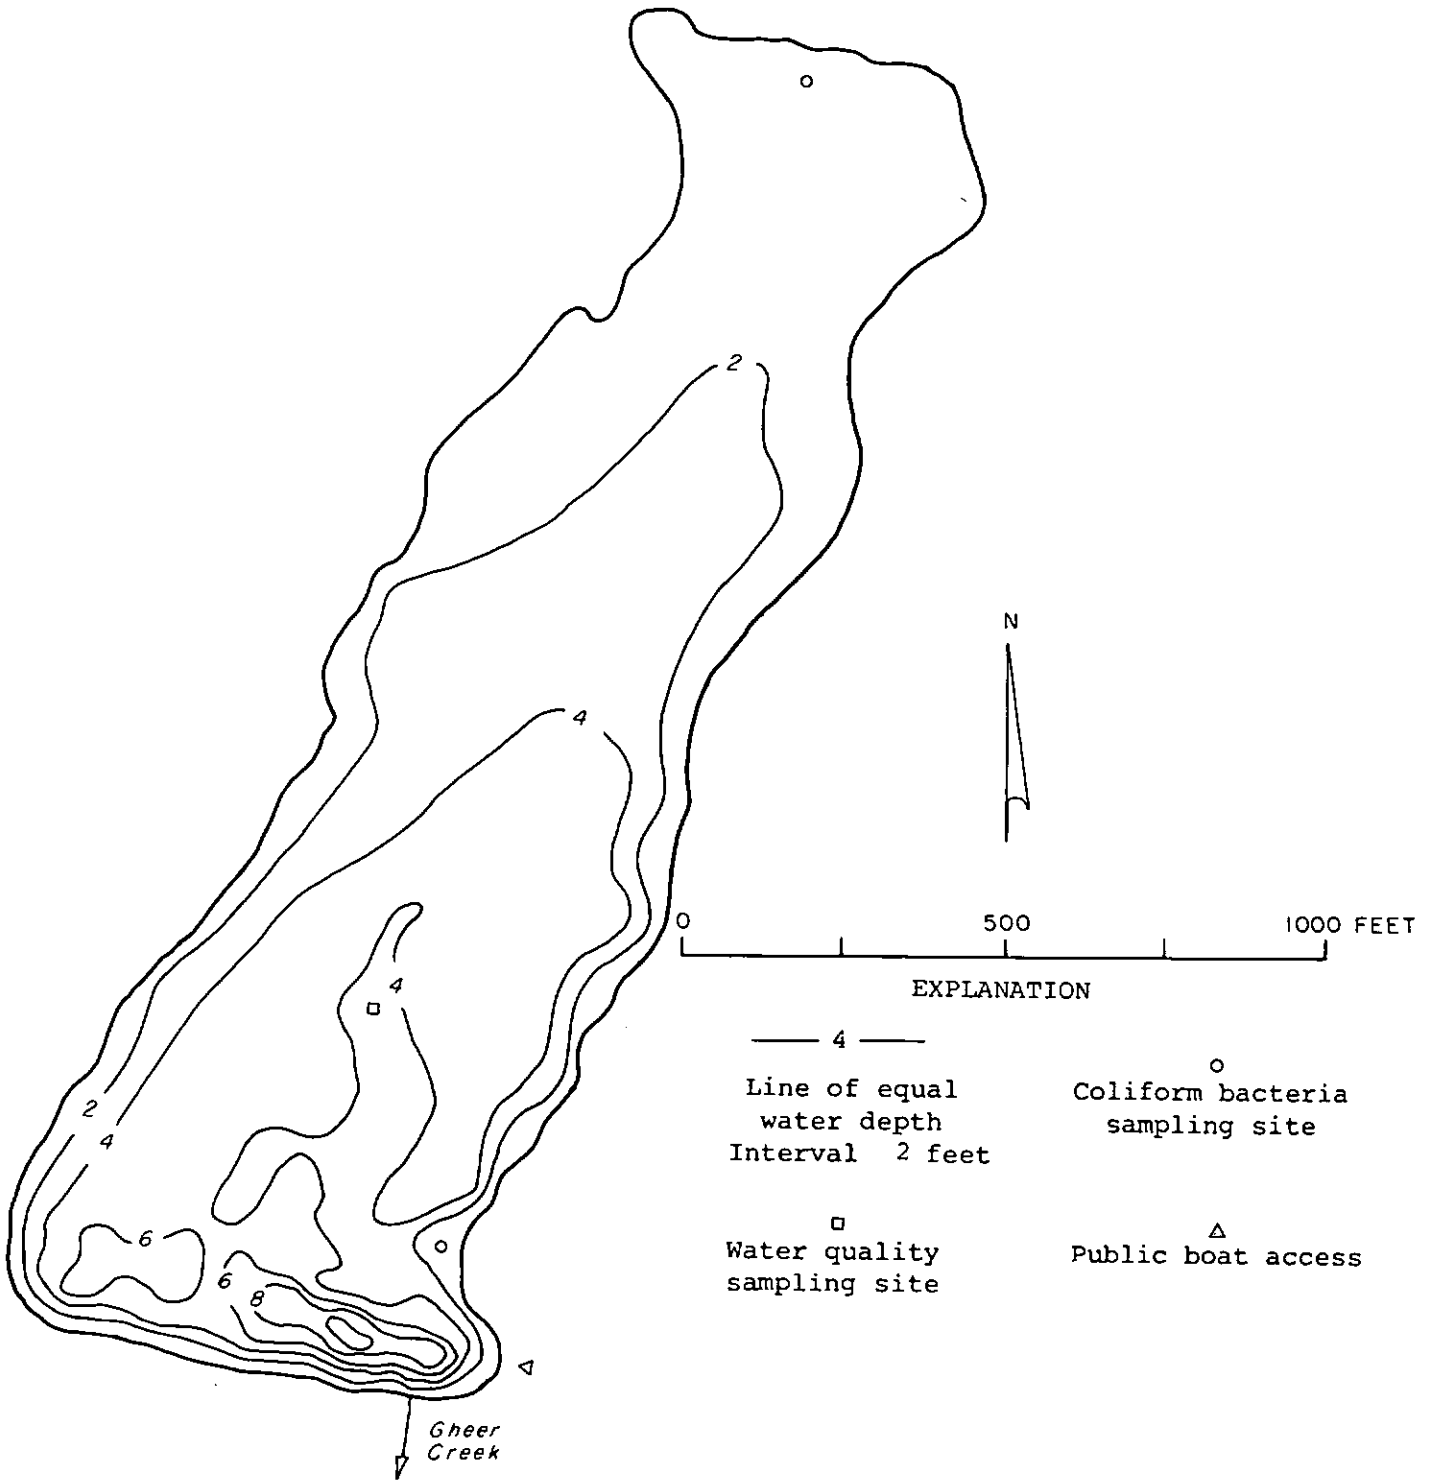 2
4
N
0 500 1000 FEET
EXPLANATION
4
4
Line of equal
water depth
Interval 2 feet
Coliform bacteria
sampling site
2
4
6
6
8
Water quality
sampling site
Public boat access
Gheer
Creek